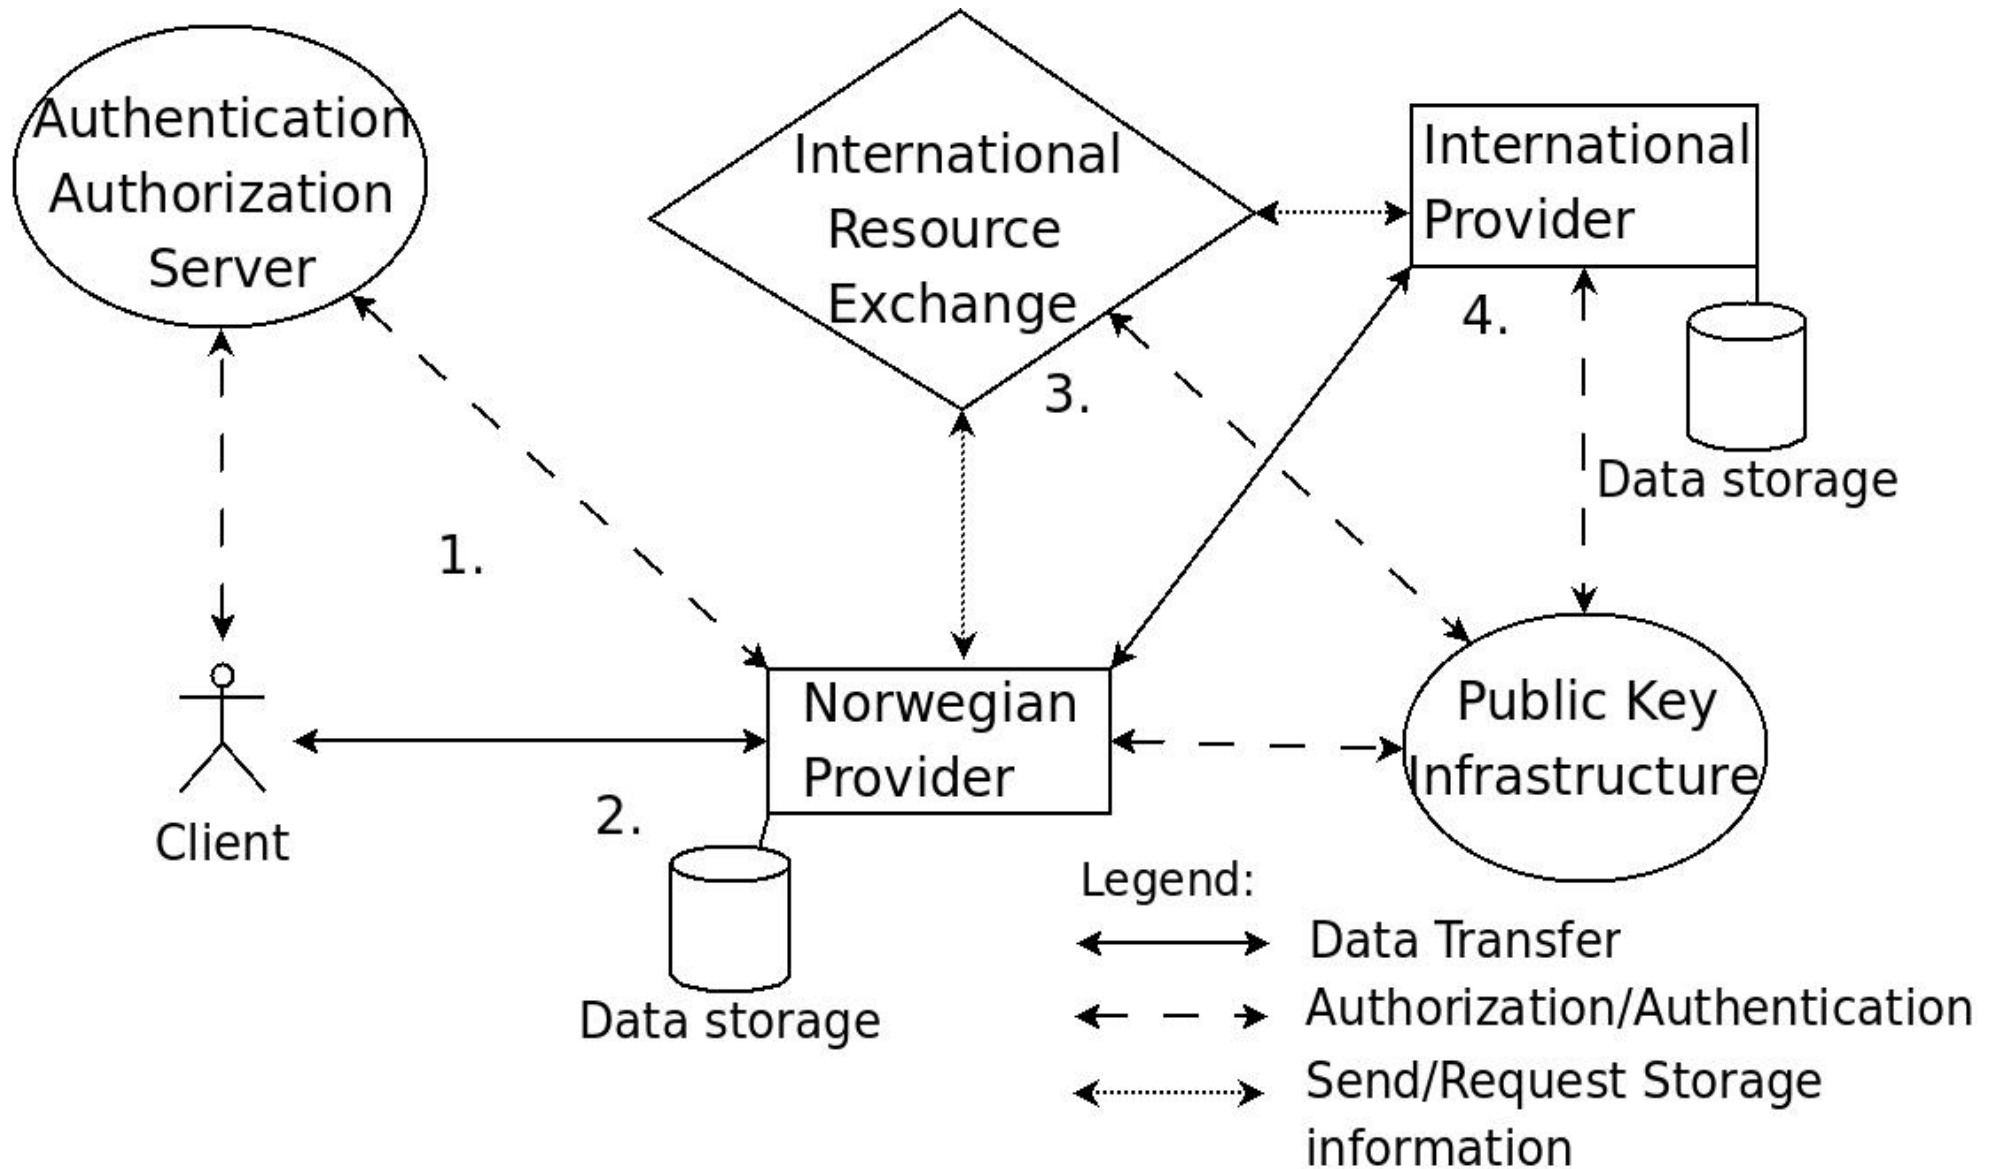 Authentication
Authorization
Server
International
Resource
Exchange
International
Provider
4.
3.
Data storage
1.
Norwegian
Provider
Public Key
Infrastructure
2.
Client
Data storage
Legend:
Data Transfer
Authorization/Authentication
Send/Request Storage
information